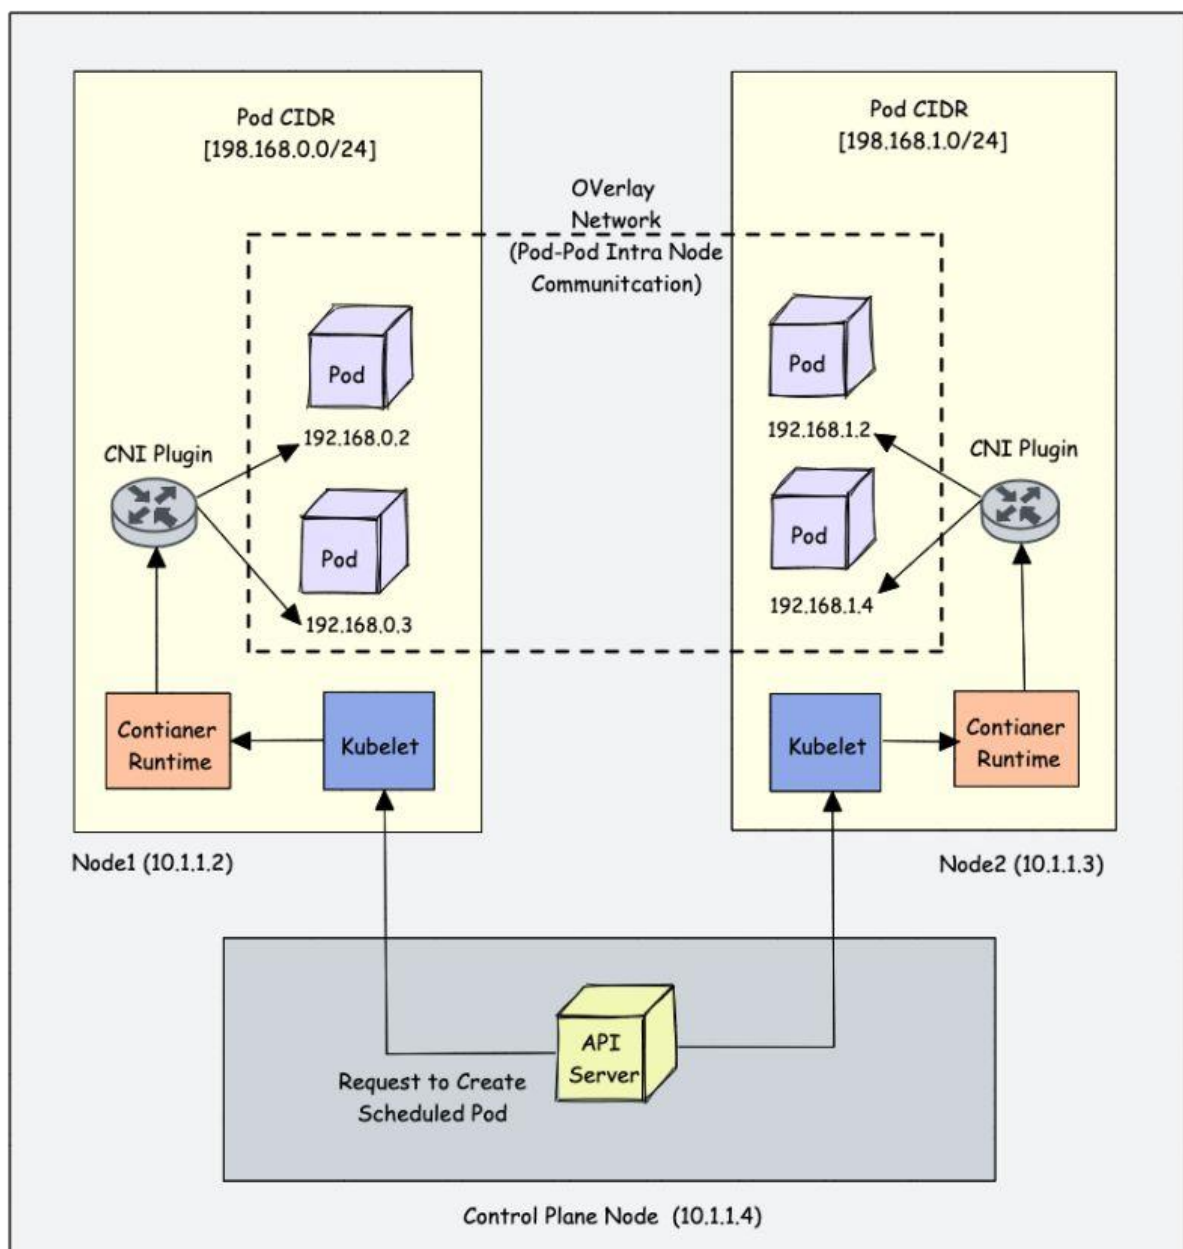 Pod CIDR
[198.168.0.0/24]
Pod CIDR
[198.168.1.0/24]
OVerlay
Network
(Pod-Pod Intra Node
Communitcation)
Pod
192.168.0.2
Pod
192.168.1.2
CNI Plugin
CNI Plugin
Pod
192.168.0.3
Pod
192.168.1.4
Contianer
Runtime
Kubelet
Kubelet
Contianer
Runtime
Node1 (10.1.1.2)
Node2 (10.1.1.3)
API
Server
Request to Create
Scheduled Pod
Control Plane Node (10.1.1.4)